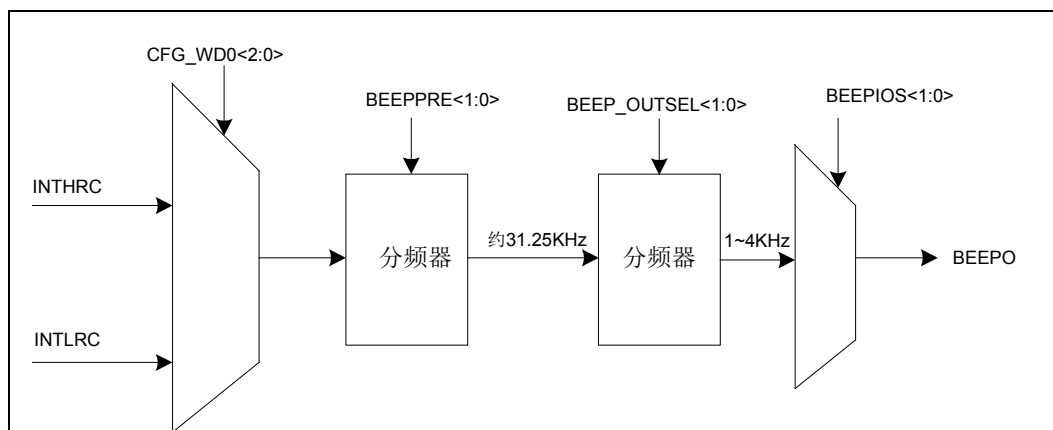 CFG_WD0<2:0>
BEEPPRE<1:0>
BEEP_OUTSEL<1:0>
BEEPIOS<1:0>
INTHRC
分频器
约31.25KHz
分频器
1~4KHz
BEEPO
INTLRC